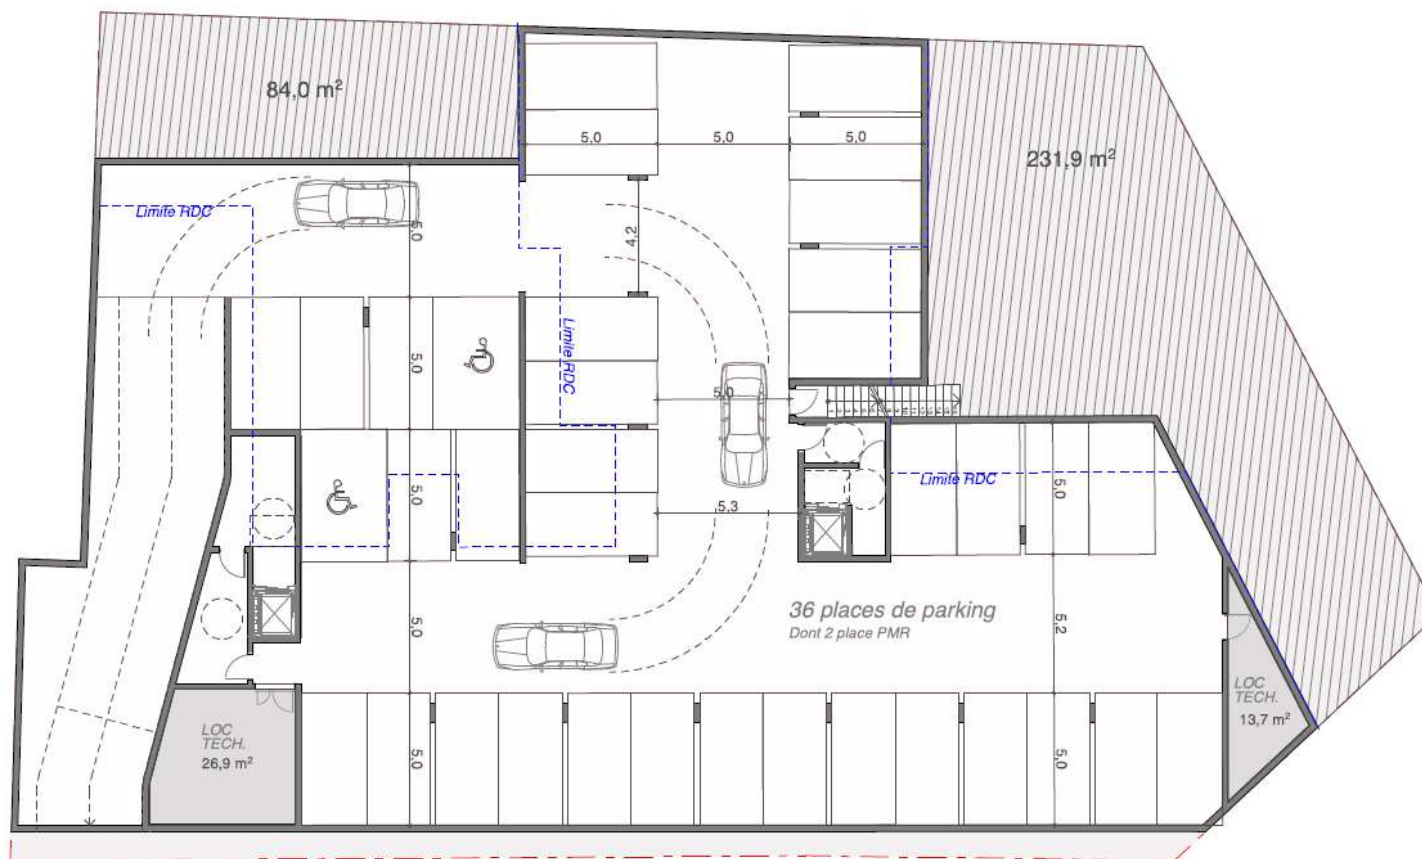 84,0 m²
231,9 m²
5,0
5,0
5,0
Limite RDC
5,0
4,2
Limite RDC
5,0
5,0
5,0
5,0
5,3
Limite RDC
5,0
36 places de parking
Dont 2 place PMR
5,0
5,2
LOC
TECH.
13,7 m²
LOC
TECH.
26,9 m²
5,0
5,0